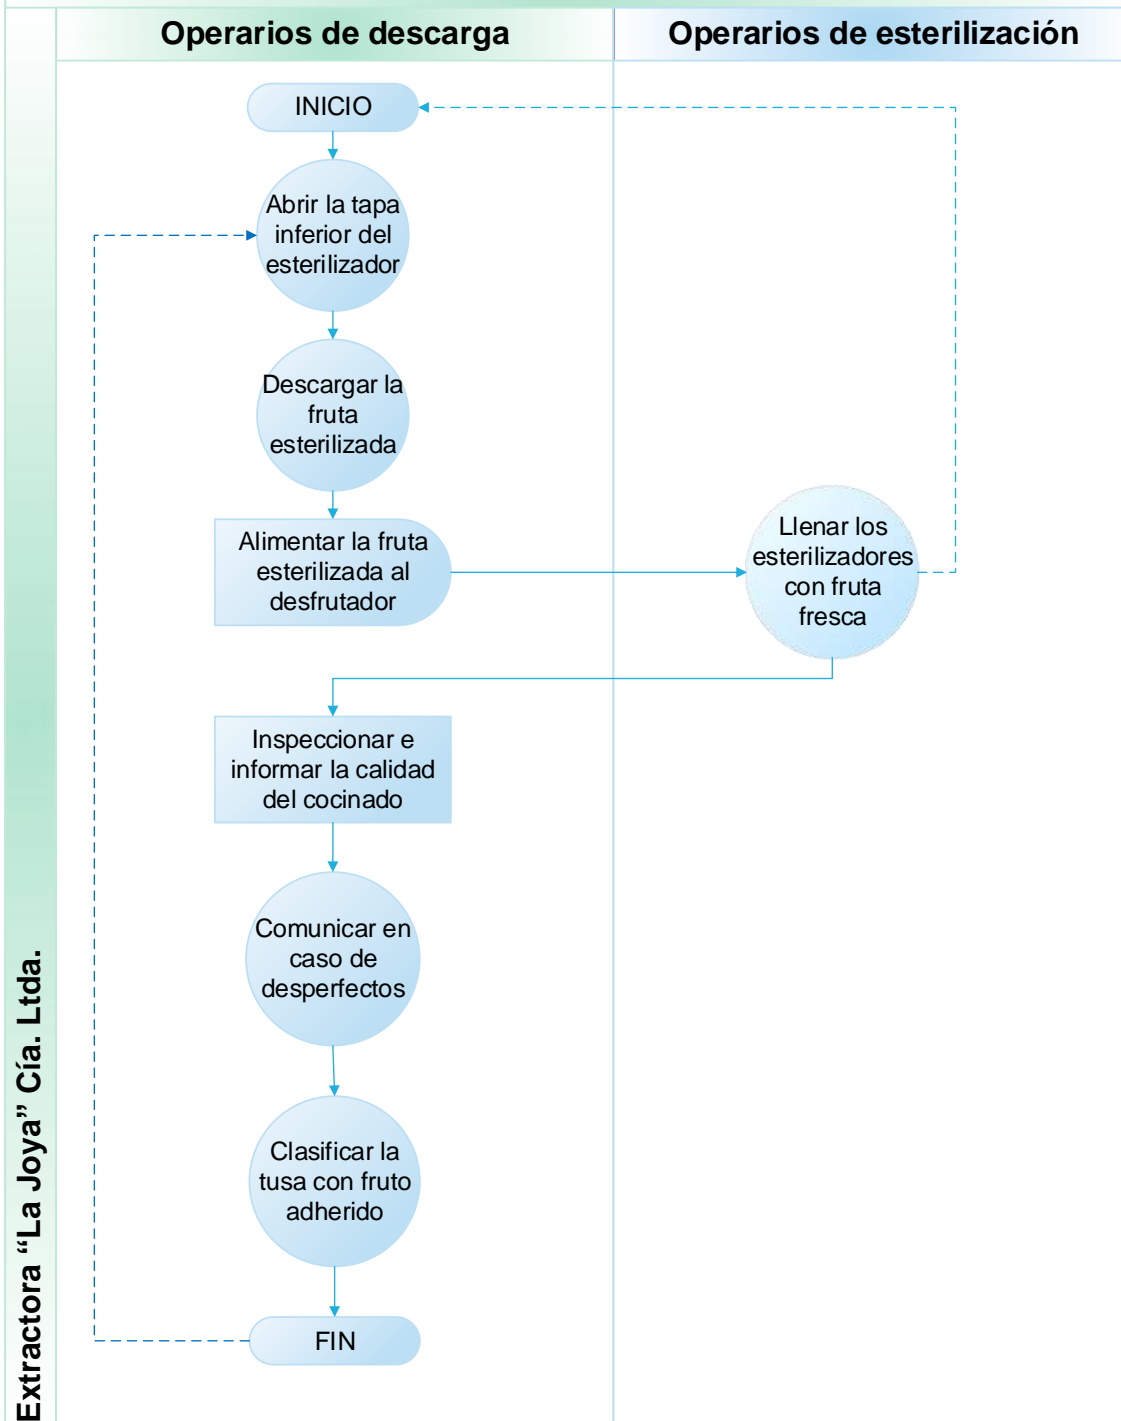 Operarios de descarga
Operarios de esterilización
INICIO
Abrir la tapa
inferior del
esterilizador
Descargar la
fruta
esterilizada
Alimentar la fruta
esterilizada al
desfrutador
Llenar los
esterilizadores
con fruta
fresca
Inspeccionar e
informar la calidad
del cocinado
Comunicar en
caso de
desperfectos
Clasificar la
tusa con fruto
adherido
FIN
Extractora “La Joya” Cía. Ltda.